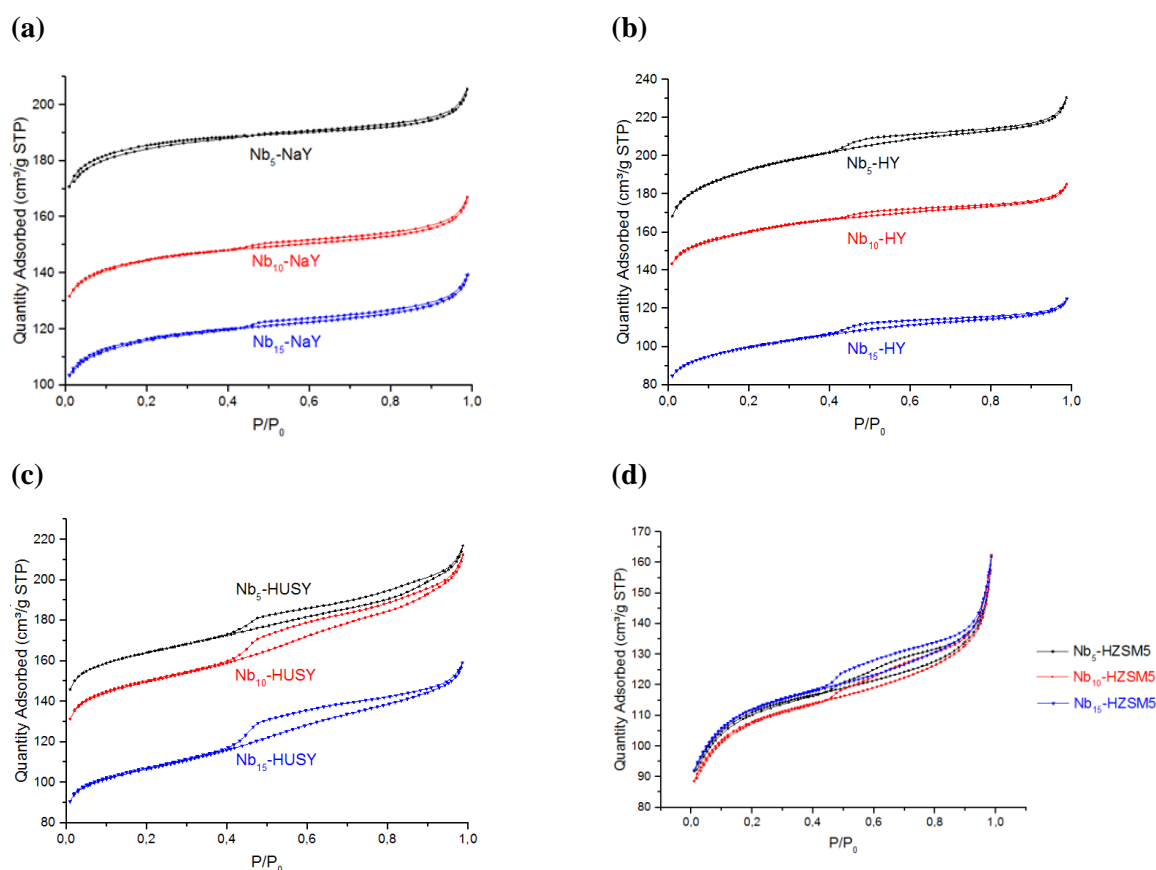 (a)
Quantity Adsorbed (cm³/g STP)
200
180
160
140
120
100
Nb₅-NaY
Nb₁₀-NaY
Nb₁₅-NaY
0,0 0,2 0,4 0,6 0,8 1,0
P/P₀
(b)
Quantity Adsorbed (cm³/g STP)
240
220
200
180
160
140
120
100
80
Nb₅-HY
Nb₁₀-HY
Nb₁₅-HY
0,0 0,2 0,4 0,6 0,8 1,0
P/P₀
(c)
Quantity Adsorbed (cm³/g STP)
220
200
180
160
140
120
100
80
Nb₅-HUSY
Nb₁₀-HUSY
Nb₁₅-HUSY
0,0 0,2 0,4 0,6 0,8 1,0
P/P₀
(d)
Quantity Adsorbed (cm³/g STP)
170
160
150
140
130
120
110
100
90
80
0,0 0,2 0,4 0,6 0,8 1,0
P/P₀
Nb₅-HZSM5
Nb₁₀-HZSM5
Nb₁₅-HZSM5